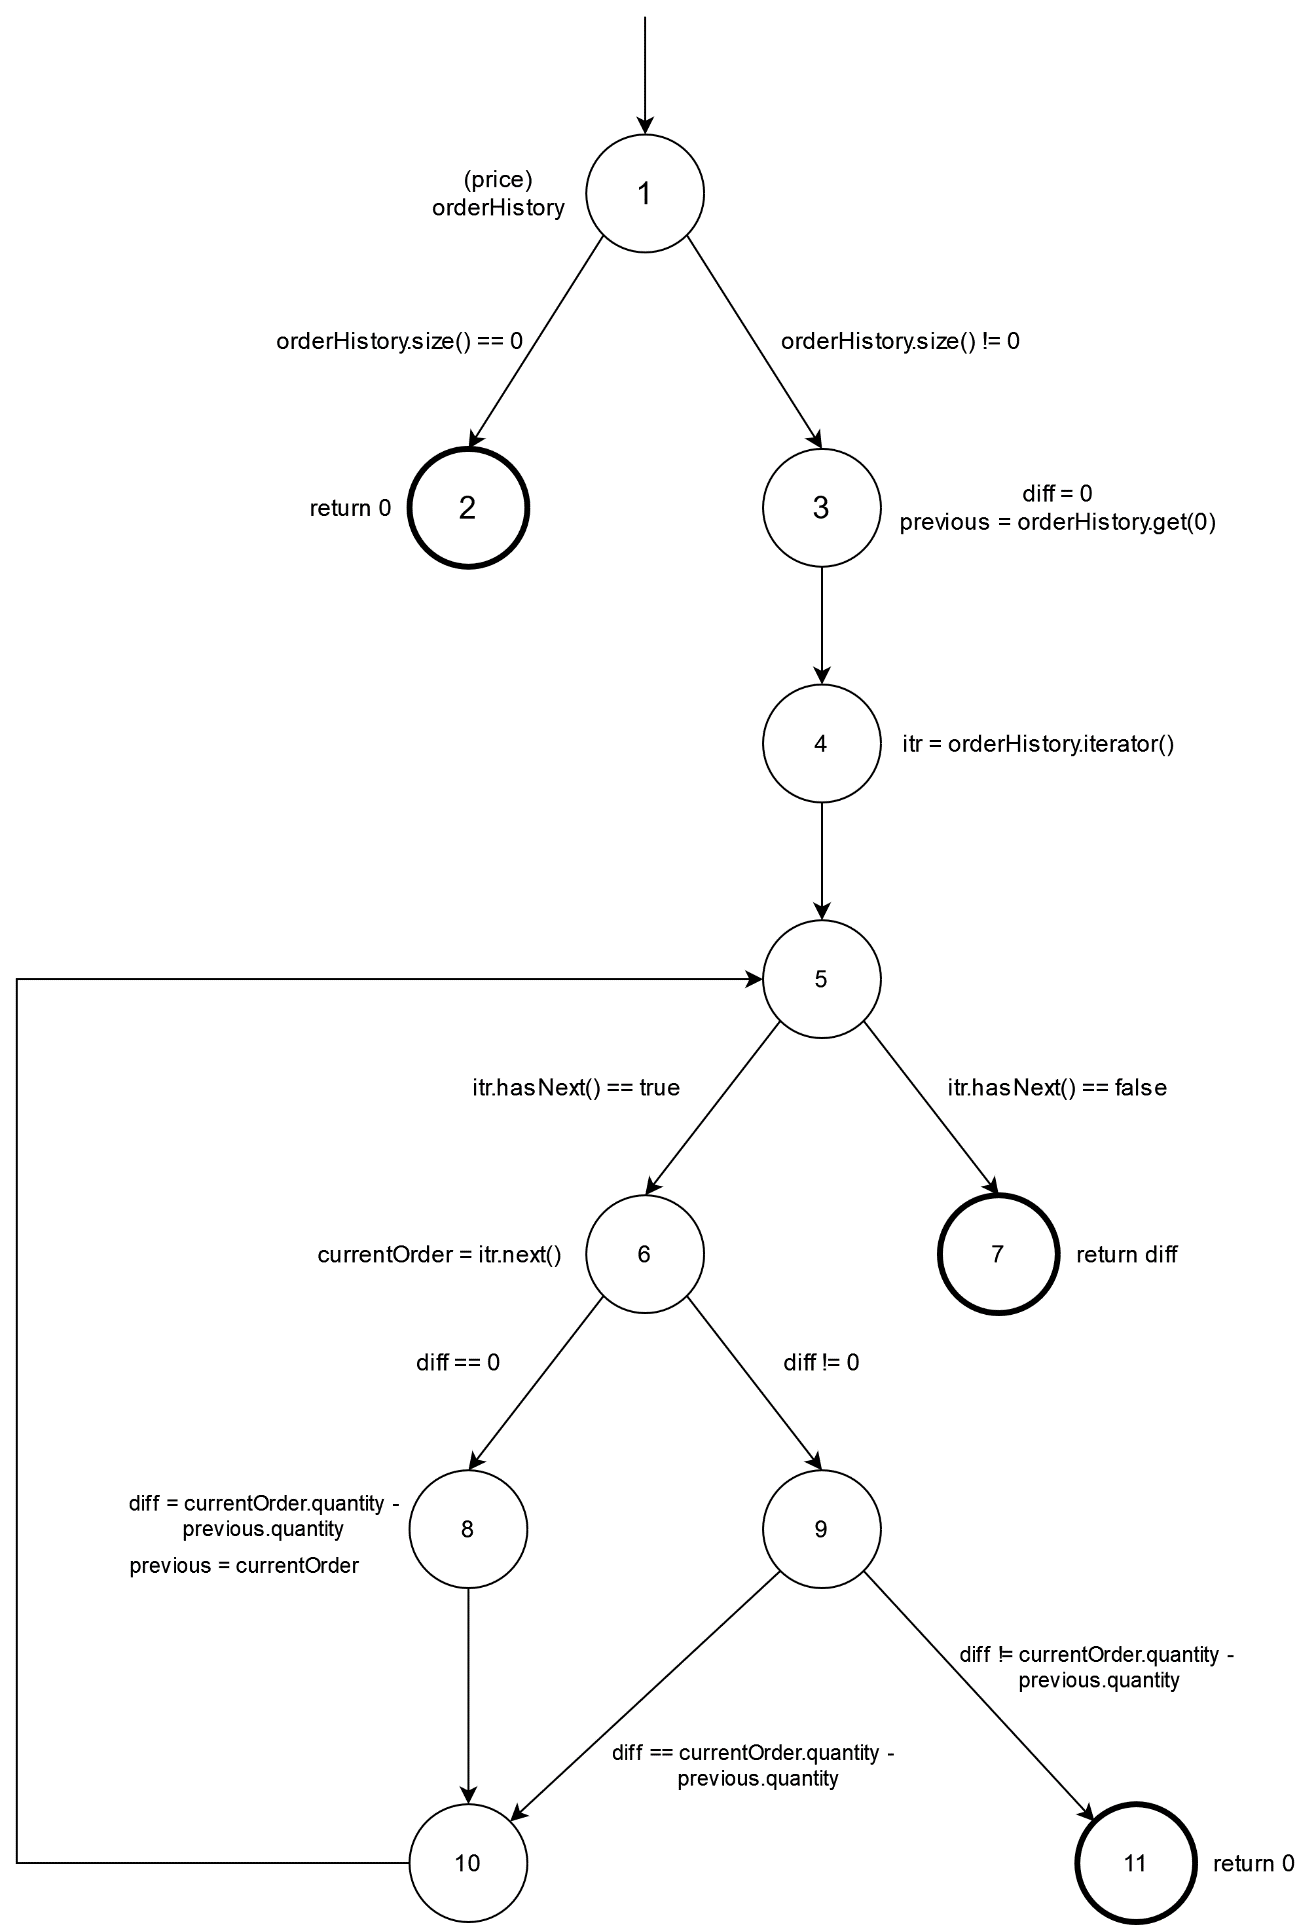 (price)
orderHistory
1
orderHistory.size() == 0
orderHistory.size() != 0
return 0
2
3
diff = 0
previous = orderHistory.get(0)
4
itr = orderHistory.iterator()
5
itr.hasNext() == true
itr.hasNext() == false
currentOrder = itr.next()
6
7
return diff
diff == 0
diff != 0
diff = currentOrder.quantity -
previous.quantity
previous = currentOrder
8
9
diff != currentOrder.quantity -
previous.quantity
diff == currentOrder.quantity -
previous.quantity
10
11
return 0